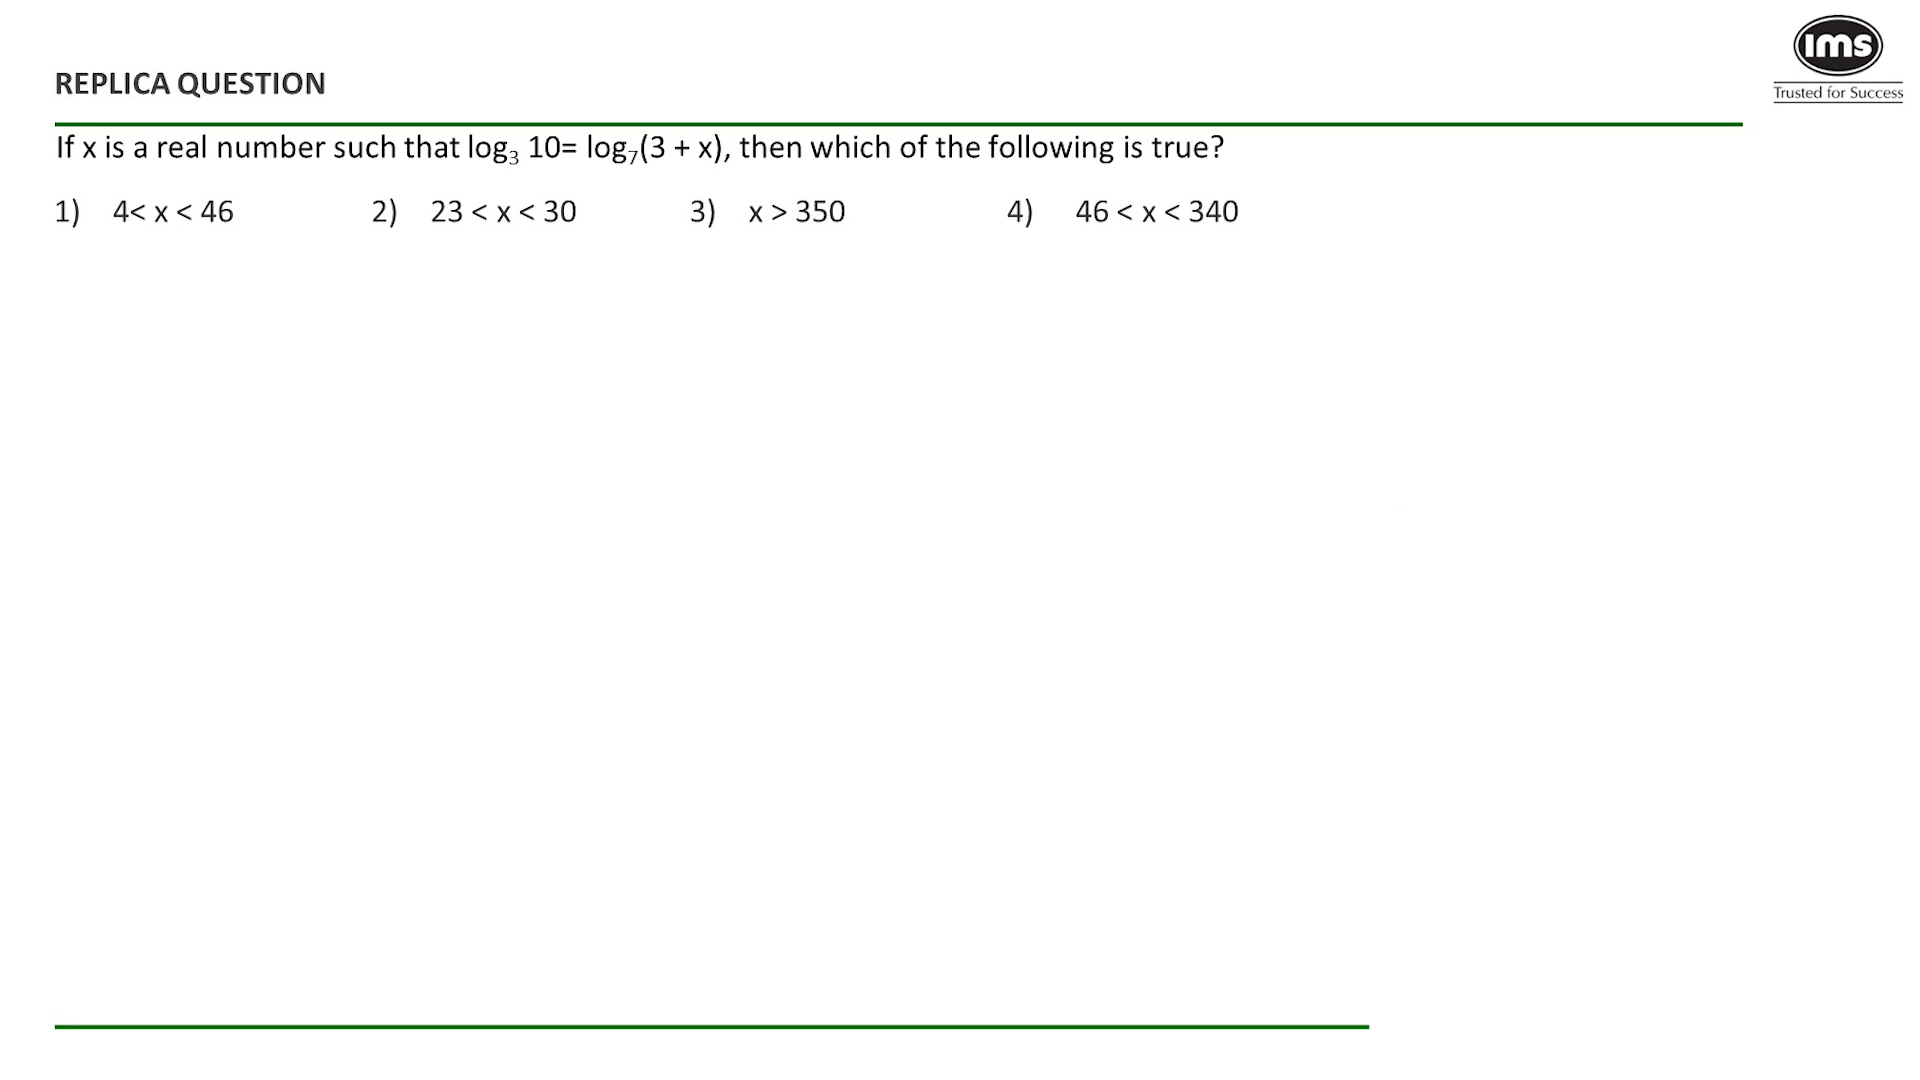 ims
Trusted for Success
REPLICA QUESTION
If x is a real number such that log₃ 10= log₇(3 + x), then which of the following is true?
1) 4< x < 46 2) 23 < x < 30 3) x > 350 4) 46 < x < 340